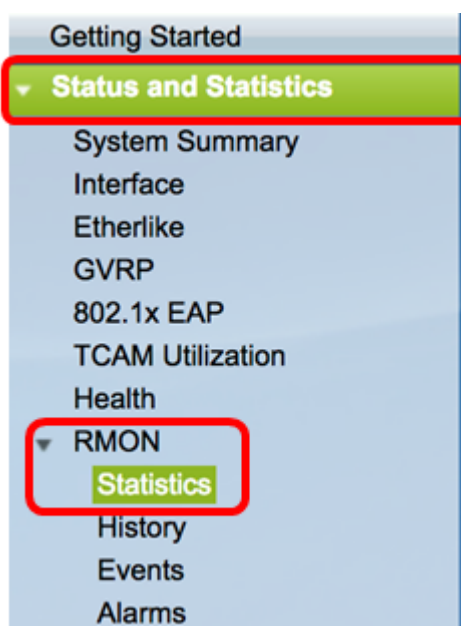 Getting Started
Status and Statistics
System Summary
Interface
Etherlike
GVRP
802.1x EAP
TCAM Utilization
Health
RMON
Statistics
History
Events
Alarms